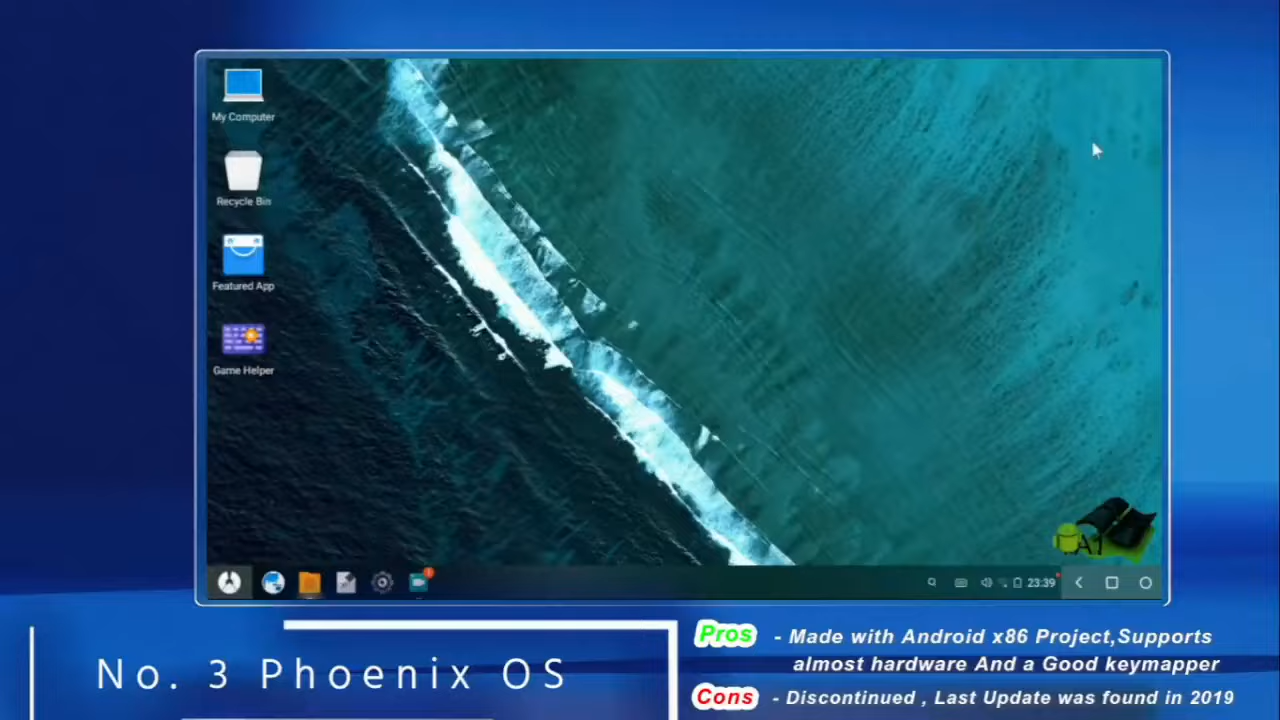 My Computer
Recycle Bin
Featured App
Game Helper
A1
23:39
No. 3 Phoenix OS
Pros - Made with Android x86 Project,Supports
almost hardware And a Good keymapper
Cons - Discontinued , Last Update was found in 2019